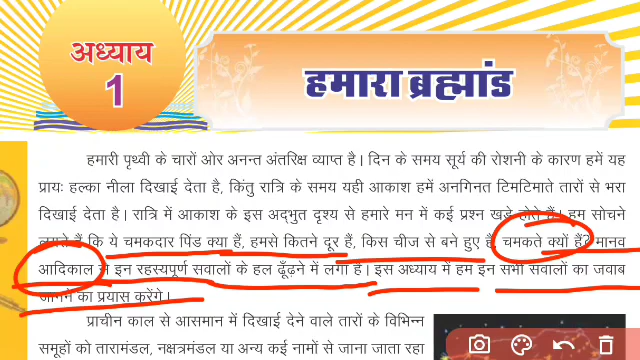 अध्याय
1
हमारा ब्रह्मांड
हमारी पृथ्वी के चारों ओर अनन्त अंतरिक्ष व्याप्त है। दिन के समय सूर्य की रोशनी के कारण हमें यह
प्रायः हल्का नीला दिखाई देता है, किंतु रात्रि के समय यही आकाश हमें अनगिनत टिमटिमाते तारों से भरा
दिखाई देता है। रात्रि में आकाश के इस अद्‌भुत दृश्य से हमारे मन में कई प्रश्न खड़े होते हैं। हम सोचने
लगते हैं कि ये चमकदार पिंड क्या हैं, हमसे कितने दूर हैं, किस चीज से बने हुए हैं, चमकते क्यों हैं? मानव
आदिकाल से इन रहस्यपूर्ण सवालों के हल ढूँढ़ने में लगा है। इस अध्याय में हम इन सभी सवालों का जवाब
जानने का प्रयास करेंगे।
प्राचीन काल से आसमान में दिखाई देने वाले तारों के विभिन्न
समूहों को तारामंडल, नक्षत्रमंडल या अन्य कई नामों से जाना जाता रहा